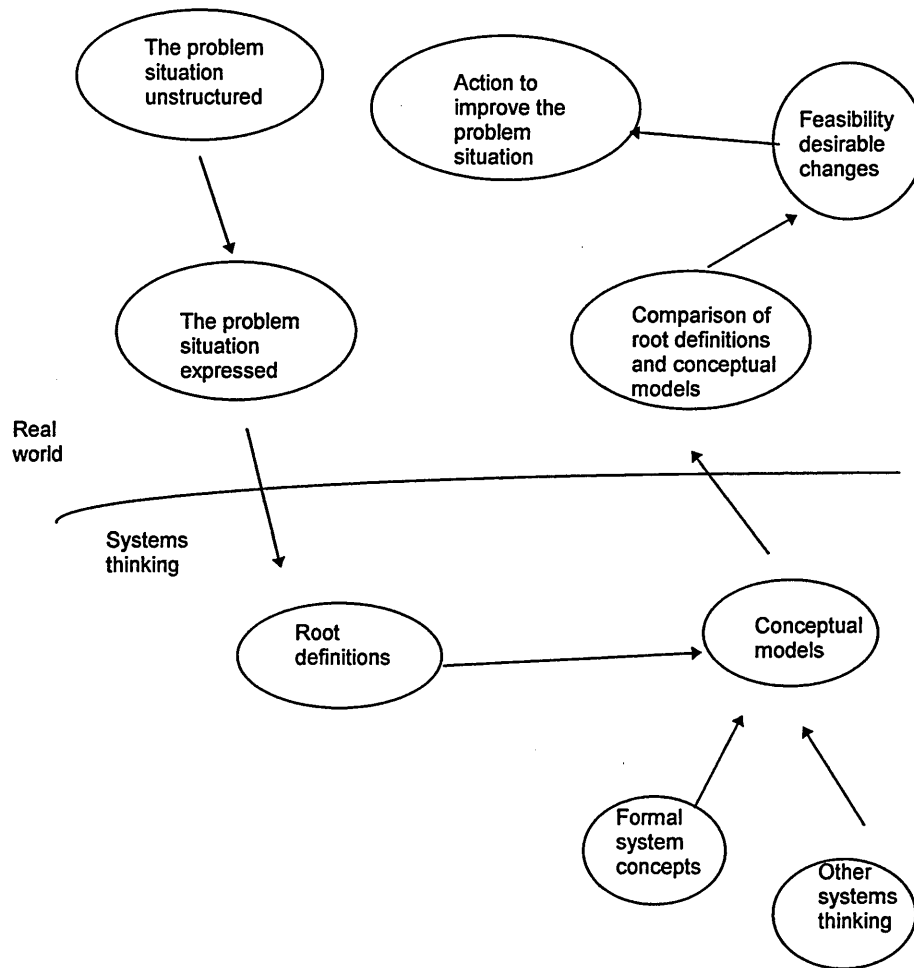 The problem
situation
unstructured
Action to
improve the
problem
situation
Feasibility
desirable
changes
The problem
situation
expressed
Comparison of
root definitions
and conceptual
models
Real
world
Systems
thinking
Root
definitions
Conceptual
models
Formal
system
concepts
Other
systems
thinking